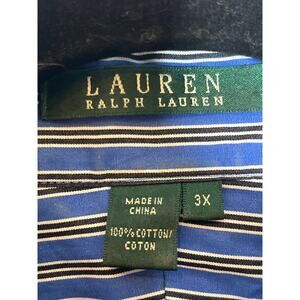 LAUREN
RALPH LAUREN
MADE IN
CHINA
3X
100% COTTON/
COTON